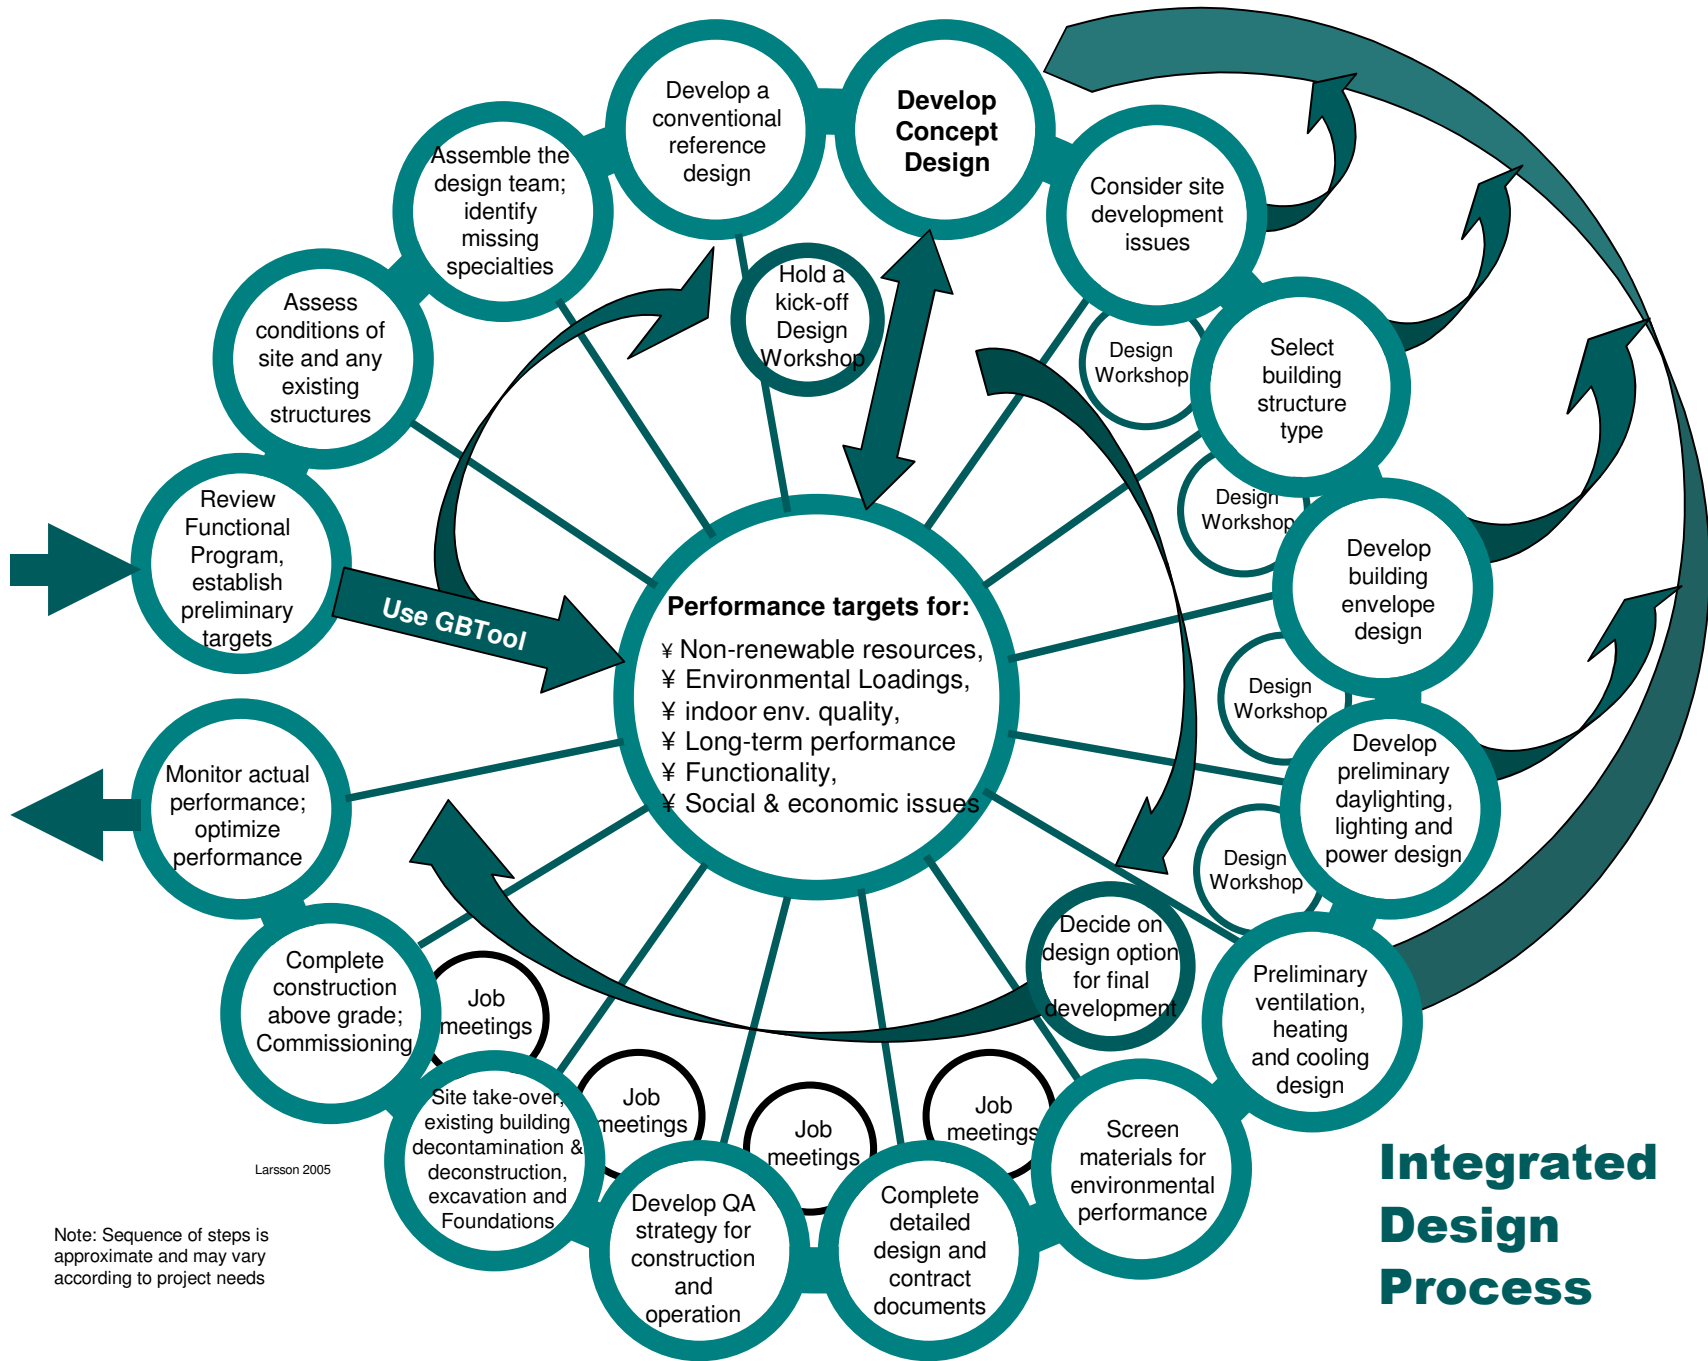 Develop a
conventional
reference
design
Develop
Concept
Design
Assemble the
design team;
identify
missing
specialties
Consider site
development
issues
Hold a
kick-off
Design
Workshop
Assess
conditions of
site and any
existing
structures
Design
Workshop
Select
building
structure
type
Review
Functional
Program,
establish
preliminary
targets
Design
Workshop
Develop
building
envelope
design
Use GBTool
Performance targets for:
¥ Non-renewable resources,
¥ Environmental Loadings,
¥ indoor env. quality,
¥ Long-term performance
¥ Functionality,
¥ Social & economic issues
Design
Workshop
Develop
preliminary
daylighting,
lighting and
power design
Monitor actual
performance;
optimize
performance
Design
Workshop
Decide on
design option
for final
development
Preliminary
ventilation,
heating
and cooling
design
Complete
construction
above grade;
Commissioning
Job
meetings
Site take-over,
existing building
decontamination &
deconstruction,
excavation and
Foundations
Job
meetings
Job
meetings
Job
meetings
Screen
materials for
environmental
performance
Develop QA
strategy for
construction
and
operation
Complete
detailed
design and
contract
documents
Larsson 2005
Note: Sequence of steps is
approximate and may vary
according to project needs
Integrated
Design
Process